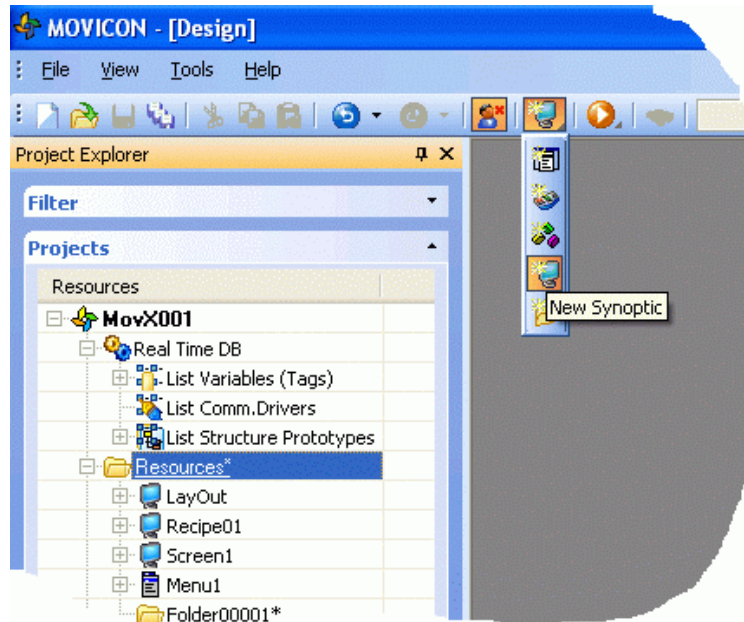 MOVICON - [Design]
File View Tools Help
Project Explorer
Filter
Projects
Resources
MovX001
Real Time DB
List Variables (Tags)
List Comm.Drivers
List Structure Prototypes
Resources*
LayOut
Recipe01
Screen1
Menu1
Folder00001*
New Synoptic